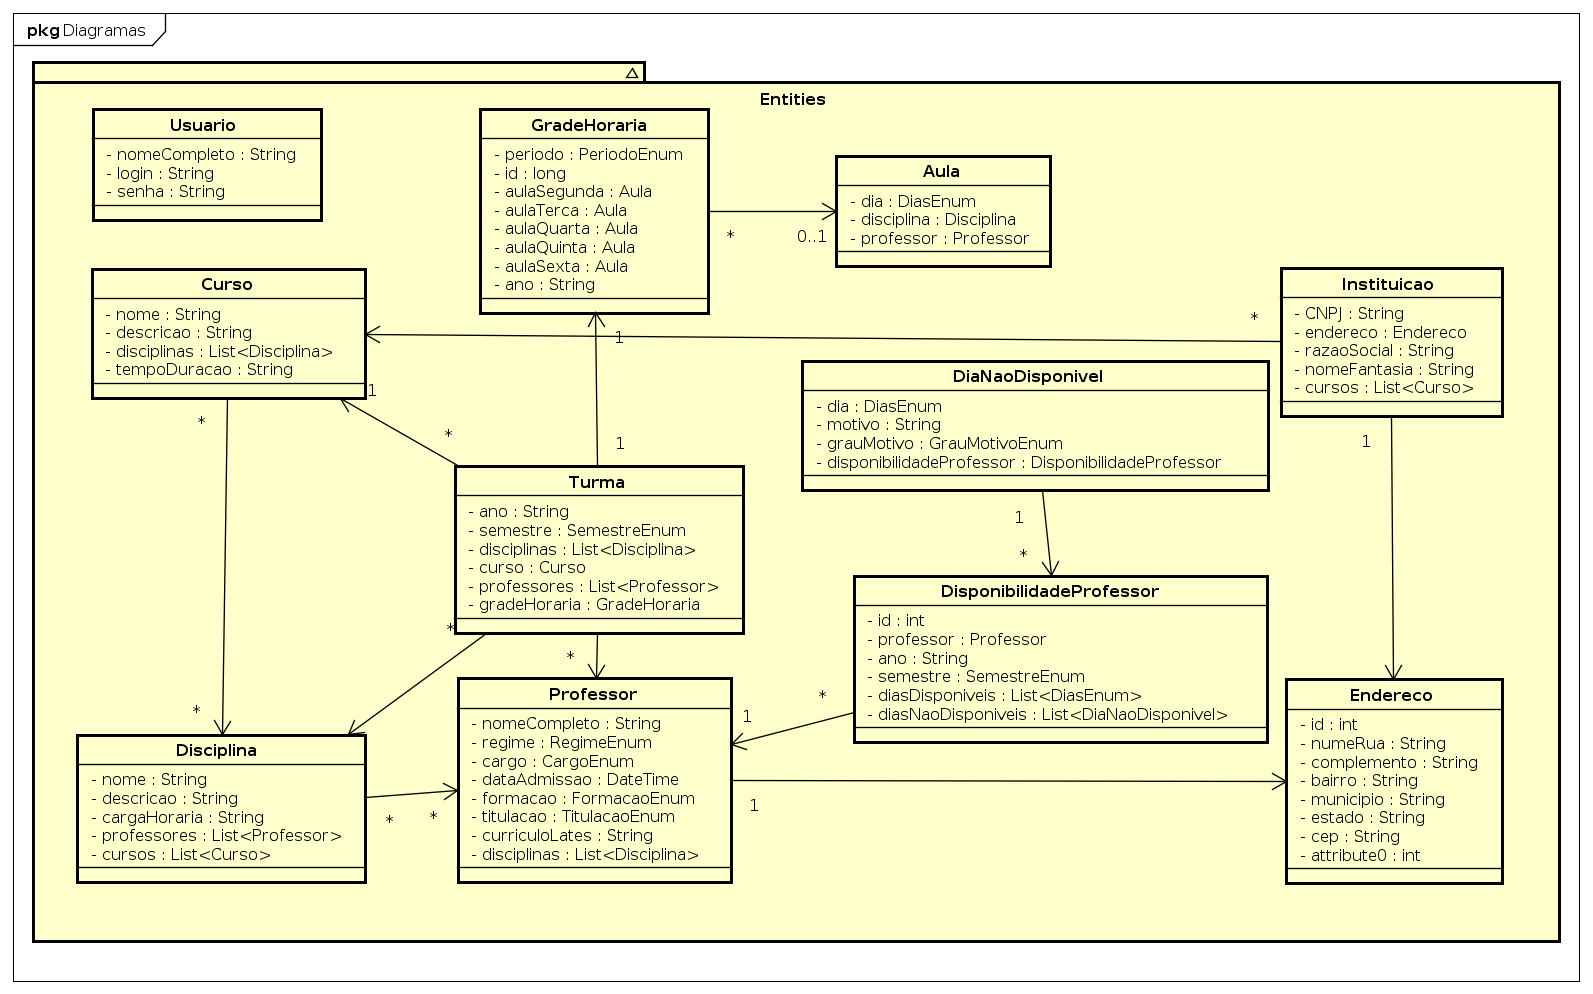 pkg Diagramas
Entities
Usuario
- nomeCompleto : String
- login : String
- senha : String
GradeHoraria
- periodo : PeriodoEnum
- id : long
- aulaSegunda : Aula
- aulaTerca : Aula
- aulaQuarta : Aula
- aulaQuinta : Aula
- aulaSexta : Aula
- ano : String
*
0..1
Aula
- dia : DiasEnum
- disciplina : Disciplina
- professor : Professor
Curso
- nome : String
- descricao : String
- disciplinas : List<Disciplina>
- tempoDuracao : String
Instituicao
- CNPJ : String
- endereco : Endereco
- razaoSocial : String
- nomeFantasia : String
- cursos : List<Curso>
*
1
1
*
1
*
1
DiaNaoDisponivel
- dia : DiasEnum
- motivo : String
- grauMotivo : GrauMotivoEnum
- disponibilidadeProfessor : DisponibilidadeProfessor
Turma
- ano : String
- semestre : SemestreEnum
- disciplinas : List<Disciplina>
- curso : Curso
- professores : List<Professor>
- gradeHoraria : GradeHoraria
1
*
DisponibilidadeProfessor
- id : int
- professor : Professor
- ano : String
- semestre : SemestreEnum
- diasDisponiveis : List<DiasEnum>
- diasNaoDisponiveis : List<DiaNaoDisponivel>
*
*
*
*
1
Professor
- nomeCompleto : String
- regime : RegimeEnum
- cargo : CargoEnum
- dataAdmissao : DateTime
- formacao : FormacaoEnum
- titulacao : TitulacaoEnum
- curriculoLates : String
- disciplinas : List<Disciplina>
1
Endereco
- id : int
- numeRua : String
- complemento : String
- bairro : String
- municipio : String
- estado : String
- cep : String
- attribute0 : int
Disciplina
- nome : String
- descricao : String
- cargaHoraria : String
- professores : List<Professor>
- cursos : List<Curso>
*
*